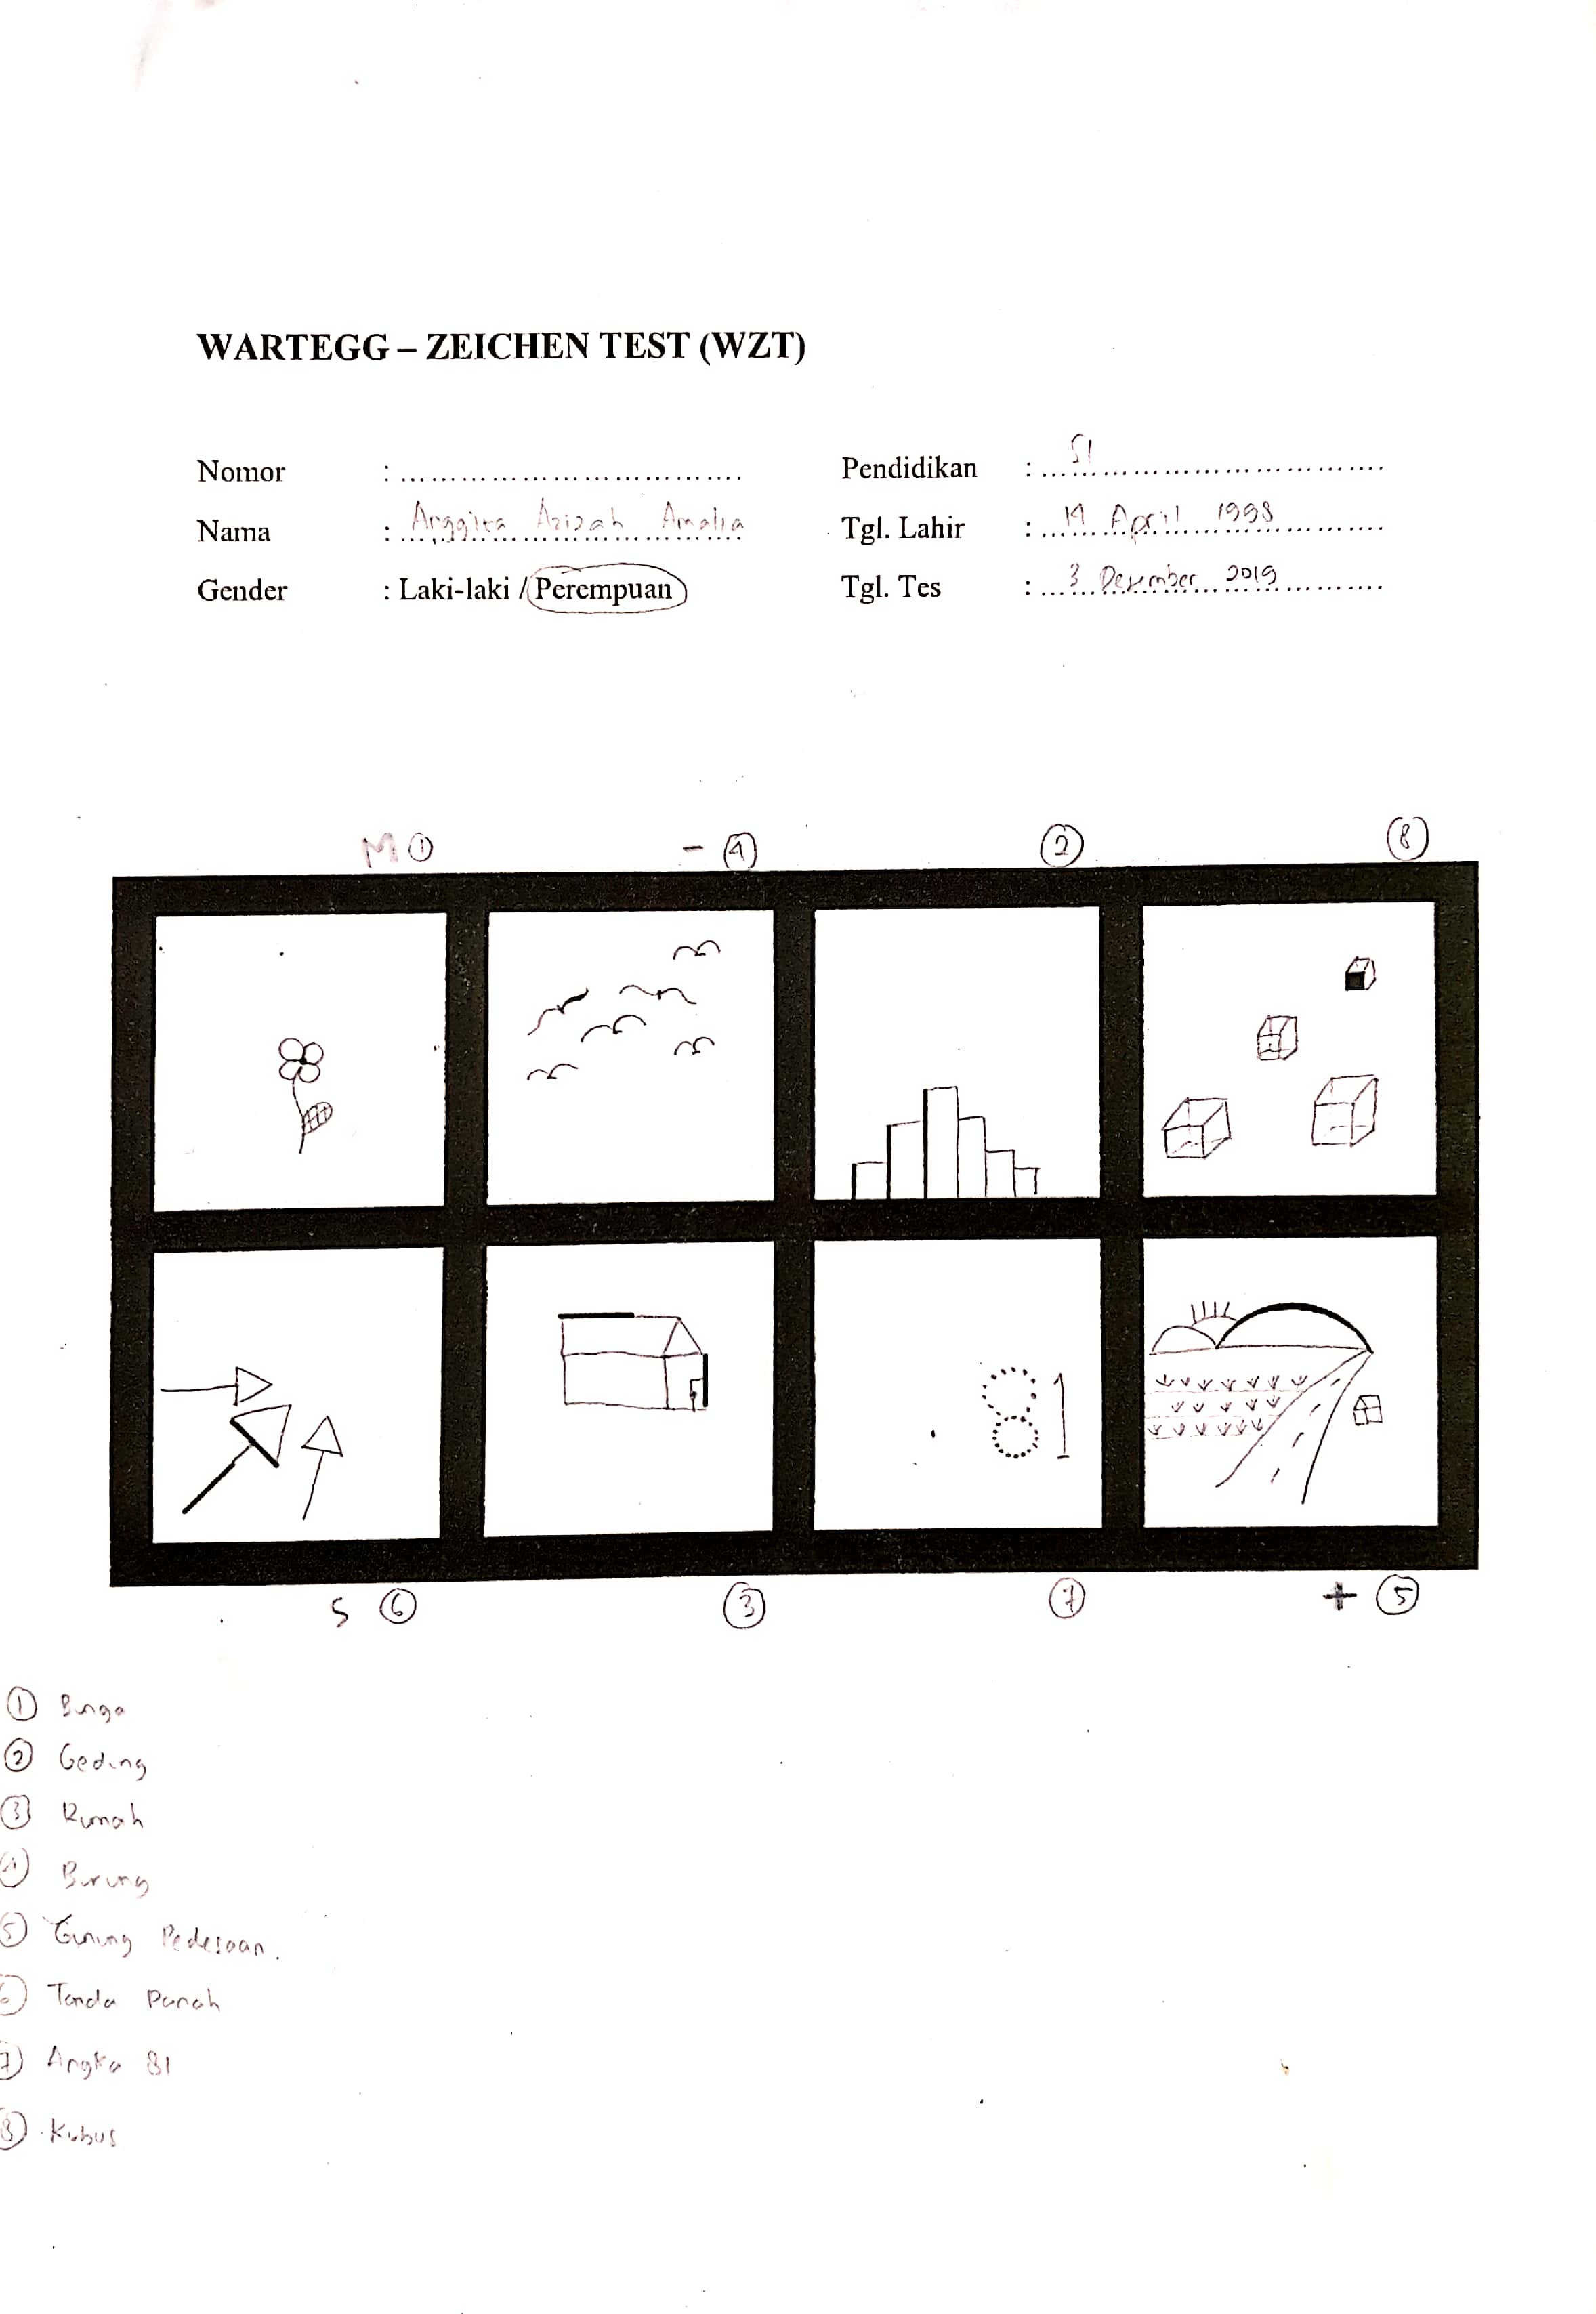 WARTEGG – ZEICHEN TEST (WZT)
Nomor : ........................................
Pendidikan : S1
Nama : Anggita Azizah Amalia
Tgl. Lahir : 14 April 1998
Gender : Laki-laki / Perempuan
Tgl. Tes : 3 Desember 2019
M ① - ④ ② ⑧
81
S ⑥ ③ ⑦ + ⑤
① Bunga
② Gedung
③ Rumah
④ Burung
⑤ Gunung Pedesaan.
⑥ Tanda Panah
⑦ Angka 81
⑧ Kubus